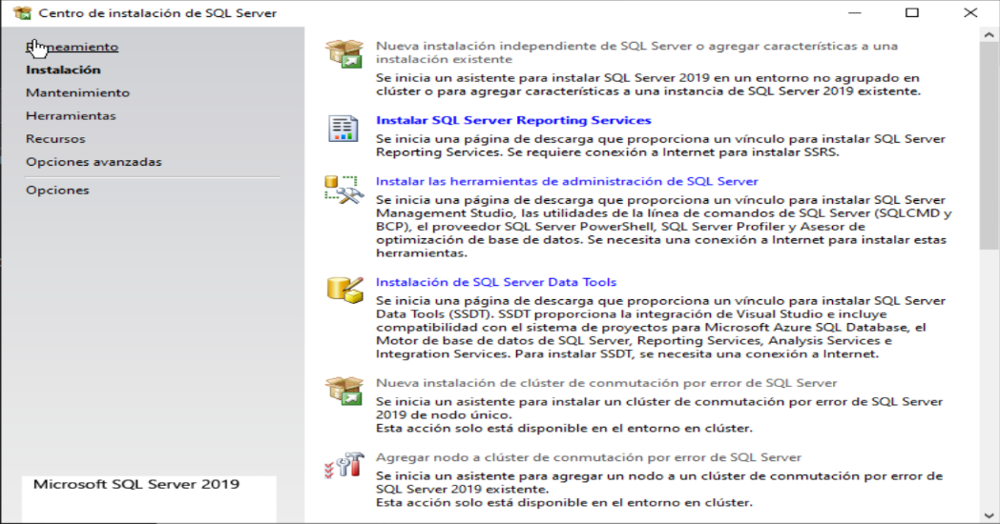 Centro de instalación de SQL Server
Instalación
Mantenimiento
Herramientas
Recursos
Opciones avanzadas
Opciones
Microsoft SQL Server 2019
Nueva instalación independiente de SQL Server o agregar características a una
instalación existente
Se inicia un asistente para instalar SQL Server 2019 en un entorno no agrupado en
clúster o para agregar características a una instancia de SQL Server 2019 existente.
Instalar SQL Server Reporting Services
Se inicia una página de descarga que proporciona un vínculo para instalar SQL Server
Reporting Services. Se requiere conexión a Internet para instalar SSRS.
Instalar las herramientas de administración de SQL Server
Se inicia una página de descarga que proporciona un vínculo para instalar SQL Server
Management Studio, las utilidades de la línea de comandos de SQL Server (SQLCMD y
BCP), el proveedor SQL Server PowerShell, SQL Server Profiler y Asesor de
optimización de base de datos. Se necesita una conexión a Internet para instalar estas
herramientas.
Instalación de SQL Server Data Tools
Se inicia una página de descarga que proporciona un vínculo para instalar SQL Server
Data Tools (SSDT). SSDT proporciona la integración de Visual Studio e incluye
compatibilidad con el sistema de proyectos para Microsoft Azure SQL Database, el
Motor de base de datos de SQL Server, Reporting Services, Analysis Services e
Integration Services. Para instalar SSDT, se necesita una conexión a Internet.
Nueva instalación de clúster de conmutación por error de SQL Server
Se inicia un asistente para instalar un clúster de conmutación por error de SQL Server
2019 de nodo único.
Esta acción solo está disponible en el entorno en clúster.
Agregar nodo a clúster de conmutación por error de SQL Server
Se inicia un asistente para agregar un nodo a un clúster de conmutación por error de
SQL Server 2019 existente.
Esta acción solo está disponible en el entorno en clúster.